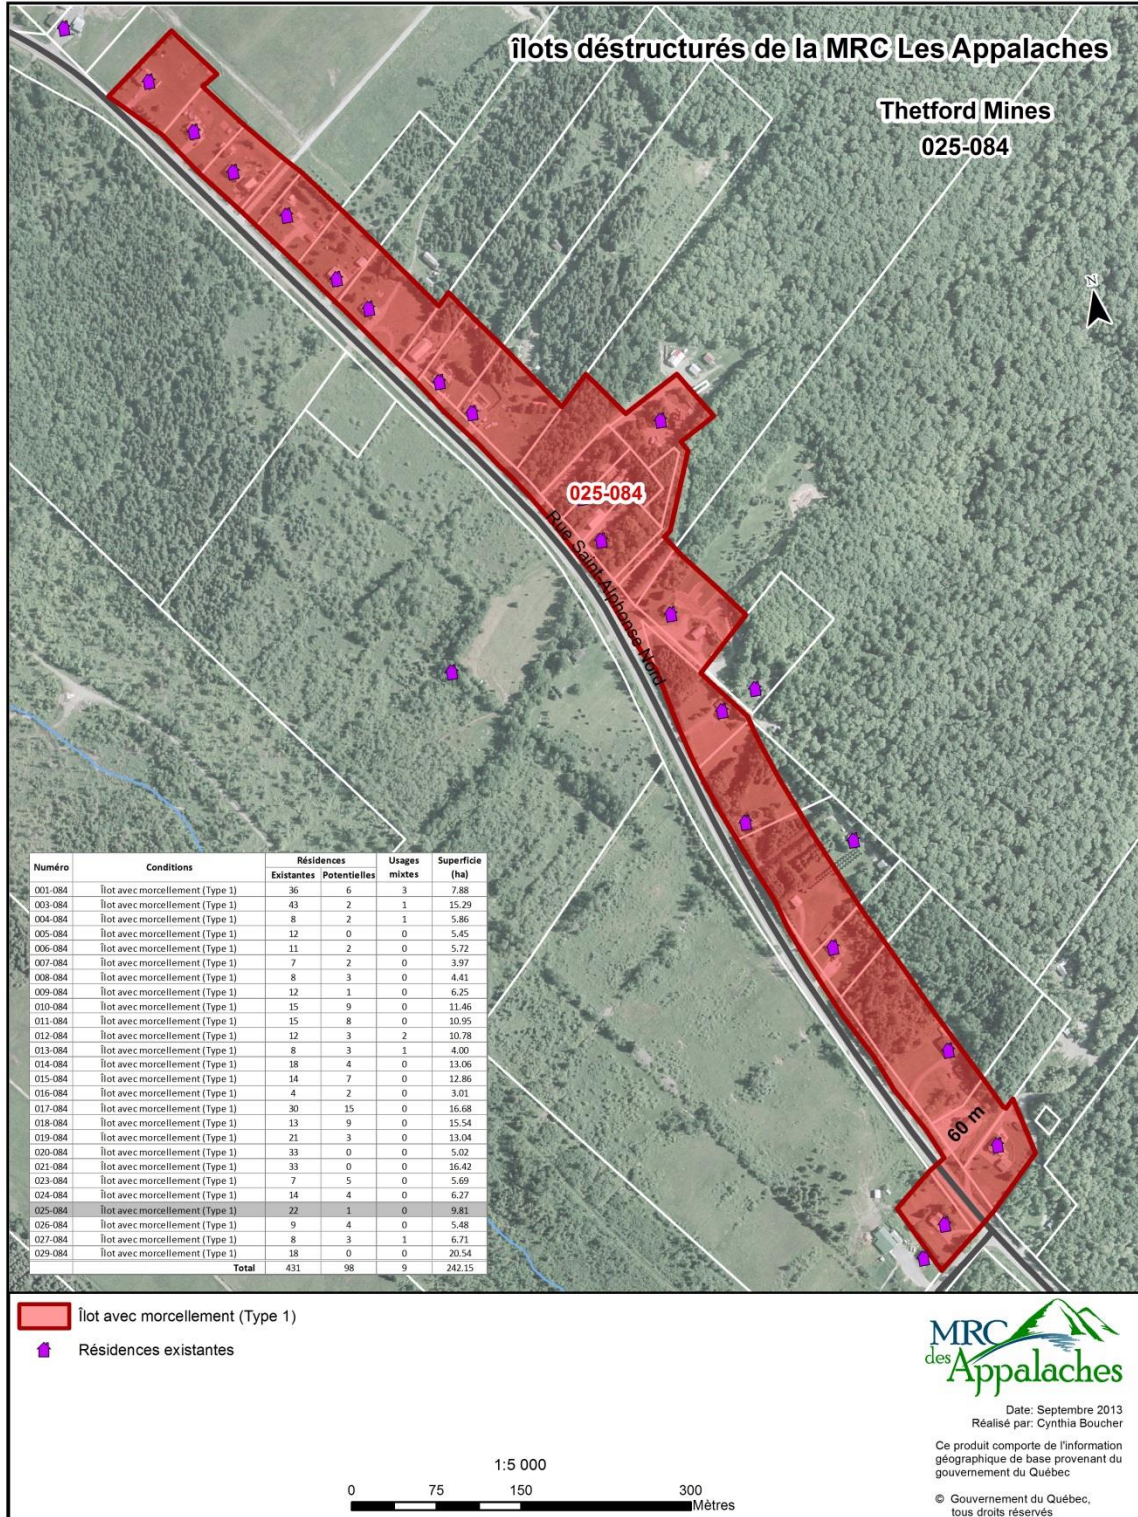 îlots déstructurés de la MRC Les Appalaches
Thetford Mines
025-084
N
025-084
Rue Saint-Alphonse Nord
60 m
Numéro Conditions Résidences Usages mixtes Superficie (ha)
Existantes Potentielles
001-084 Îlot avec morcellement (Type 1) 36 6 3 7.88
003-084 Îlot avec morcellement (Type 1) 43 2 1 15.29
004-084 Îlot avec morcellement (Type 1) 8 2 1 5.86
005-084 Îlot avec morcellement (Type 1) 12 0 0 5.45
006-084 Îlot avec morcellement (Type 1) 11 2 0 5.72
007-084 Îlot avec morcellement (Type 1) 7 2 0 3.97
008-084 Îlot avec morcellement (Type 1) 8 3 0 4.41
009-084 Îlot avec morcellement (Type 1) 12 1 0 6.25
010-084 Îlot avec morcellement (Type 1) 15 9 0 11.46
011-084 Îlot avec morcellement (Type 1) 15 8 0 10.95
012-084 Îlot avec morcellement (Type 1) 12 3 2 10.78
013-084 Îlot avec morcellement (Type 1) 8 3 1 4.00
014-084 Îlot avec morcellement (Type 1) 18 4 0 13.06
015-084 Îlot avec morcellement (Type 1) 14 7 0 12.86
016-084 Îlot avec morcellement (Type 1) 4 2 0 3.01
017-084 Îlot avec morcellement (Type 1) 30 15 0 16.68
018-084 Îlot avec morcellement (Type 1) 13 9 0 15.54
019-084 Îlot avec morcellement (Type 1) 21 3 0 13.04
020-084 Îlot avec morcellement (Type 1) 33 0 0 5.02
021-084 Îlot avec morcellement (Type 1) 33 0 0 16.42
023-084 Îlot avec morcellement (Type 1) 7 5 0 5.69
024-084 Îlot avec morcellement (Type 1) 14 4 0 6.27
025-084 Îlot avec morcellement (Type 1) 22 1 0 9.81
026-084 Îlot avec morcellement (Type 1) 9 4 0 5.48
027-084 Îlot avec morcellement (Type 1) 8 3 1 6.71
029-084 Îlot avec morcellement (Type 1) 18 0 0 20.54
Total 431 98 9 242.15
Îlot avec morcellement (Type 1)
Résidences existantes
MRC
des Appalaches
Date: Septembre 2013
Réalisé par: Cynthia Boucher
Ce produit comporte de l'information
géographique de base provenant du
gouvernement du Québec
© Gouvernement du Québec,
tous droits réservés
1:5 000
0 75 150 300
Mètres